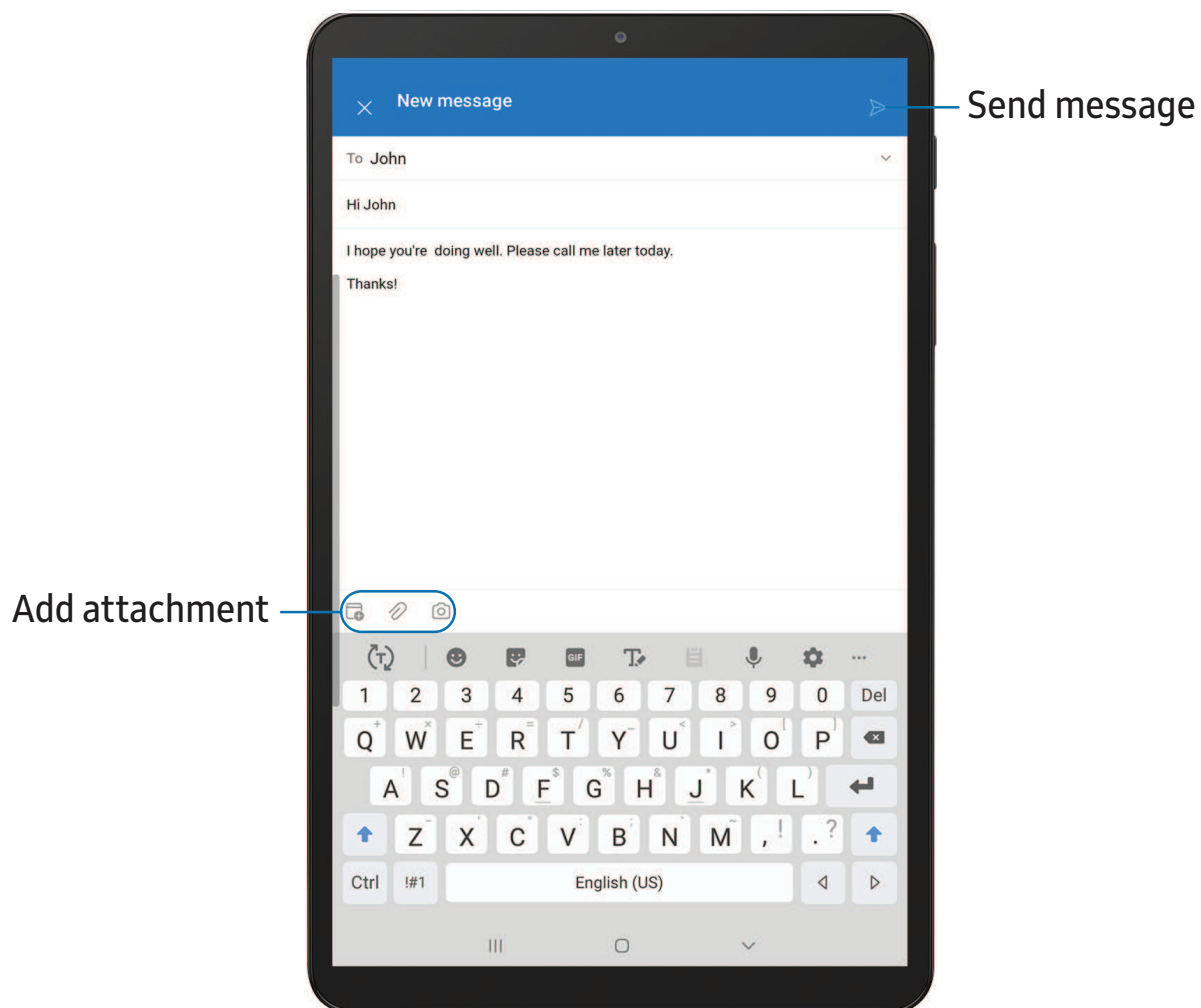 New message
Send message
To John
Hi John
I hope you're  doing well. Please call me later today.
Thanks!
Add attachment
T GIF T
1 2 3 4 5 6 7 8 9 0 Del
+ × ÷ = / _ < > [ ]
Q W E R T Y U I O P
! @ # $ % & * ( )
A S D F G H J K L
- ' " : ; ` ~ ! ?
Z X C V B N M , .
Ctrl !#1 English (US)